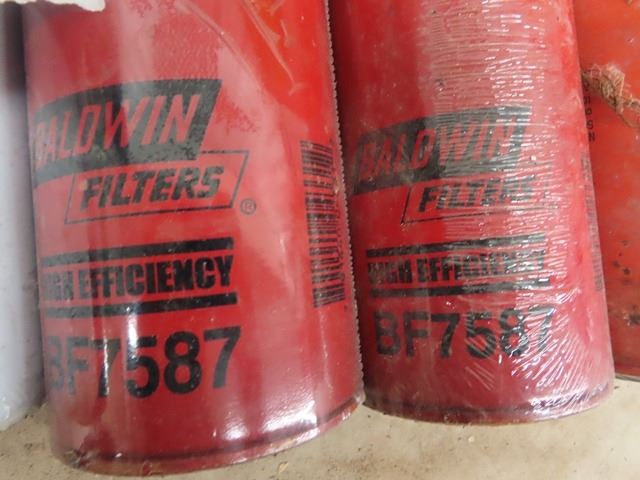 BALDWIN
FILTERS®
HIGH EFFICIENCY
BF7587
BALDWIN
FILTERS
HIGH EFFICIENCY
BF7587